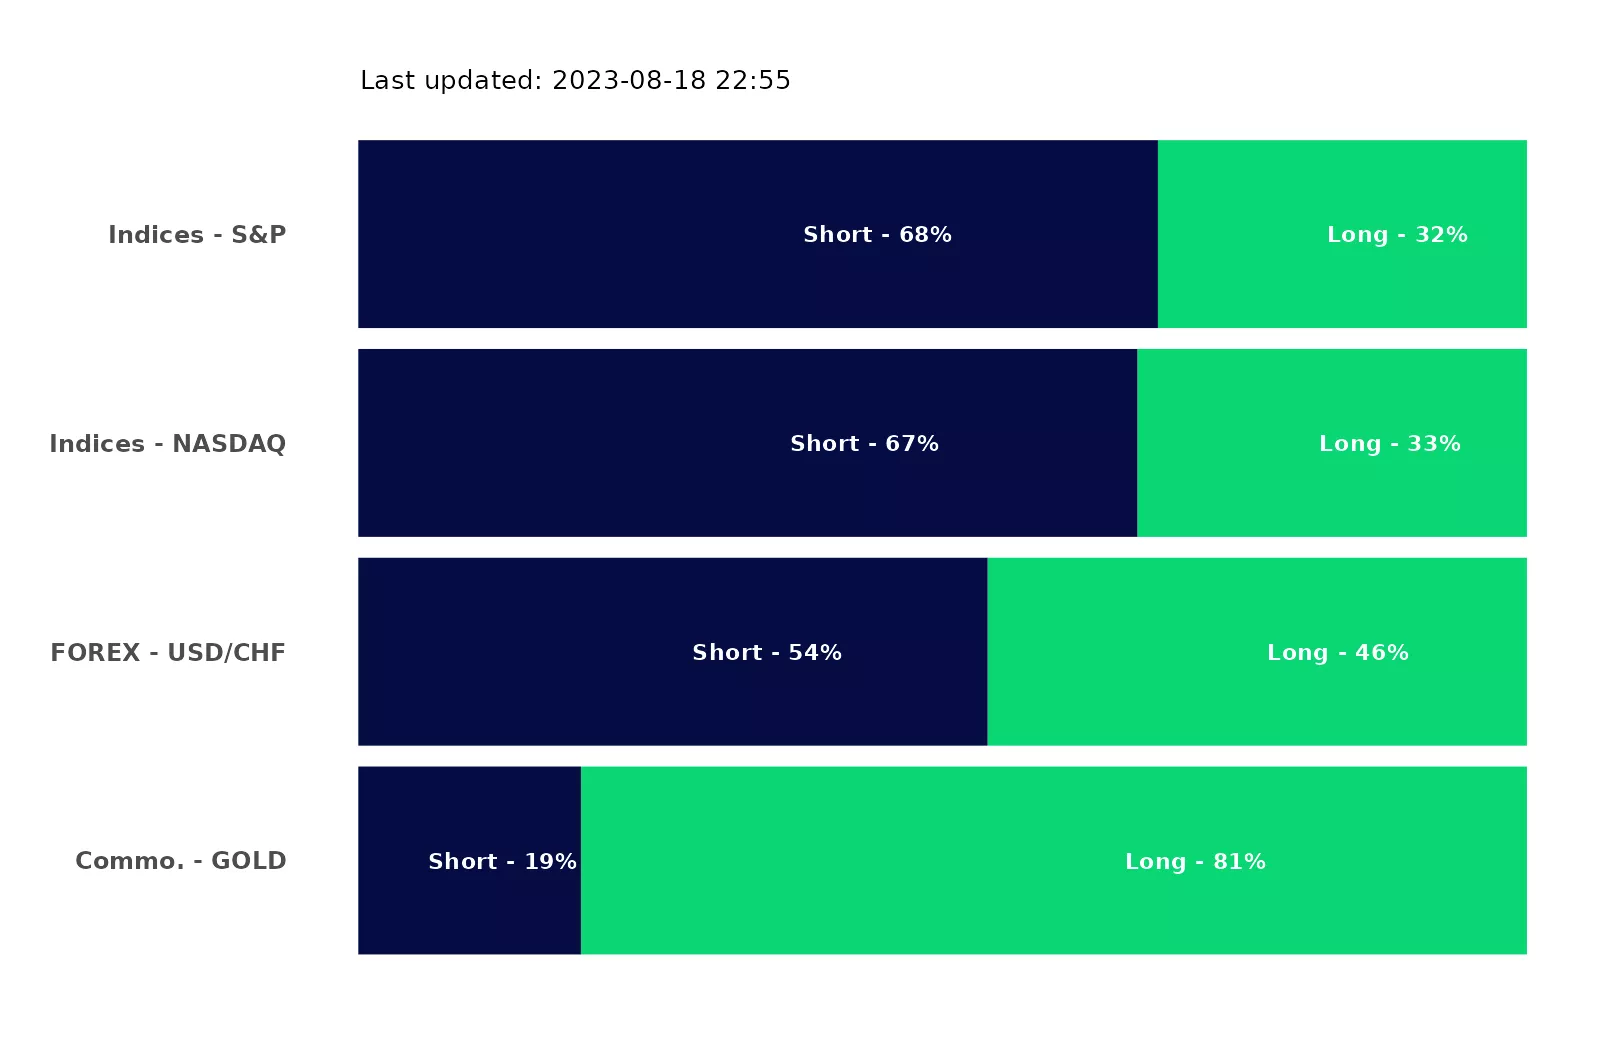 Last updated: 2023-08-18 22:55
Indices - S&P
Short - 68%
Long - 32%
Indices - NASDAQ
Short - 67%
Long - 33%
FOREX - USD/CHF
Short - 54%
Long - 46%
Commo. - GOLD
Short - 19%
Long - 81%